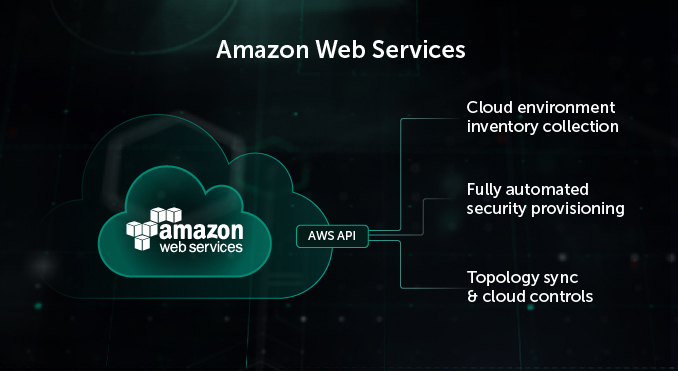 Amazon Web Services
Cloud environment
inventory collection
Fully automated
security provisioning
amazon
web services
AWS API
Topology sync
& cloud controls